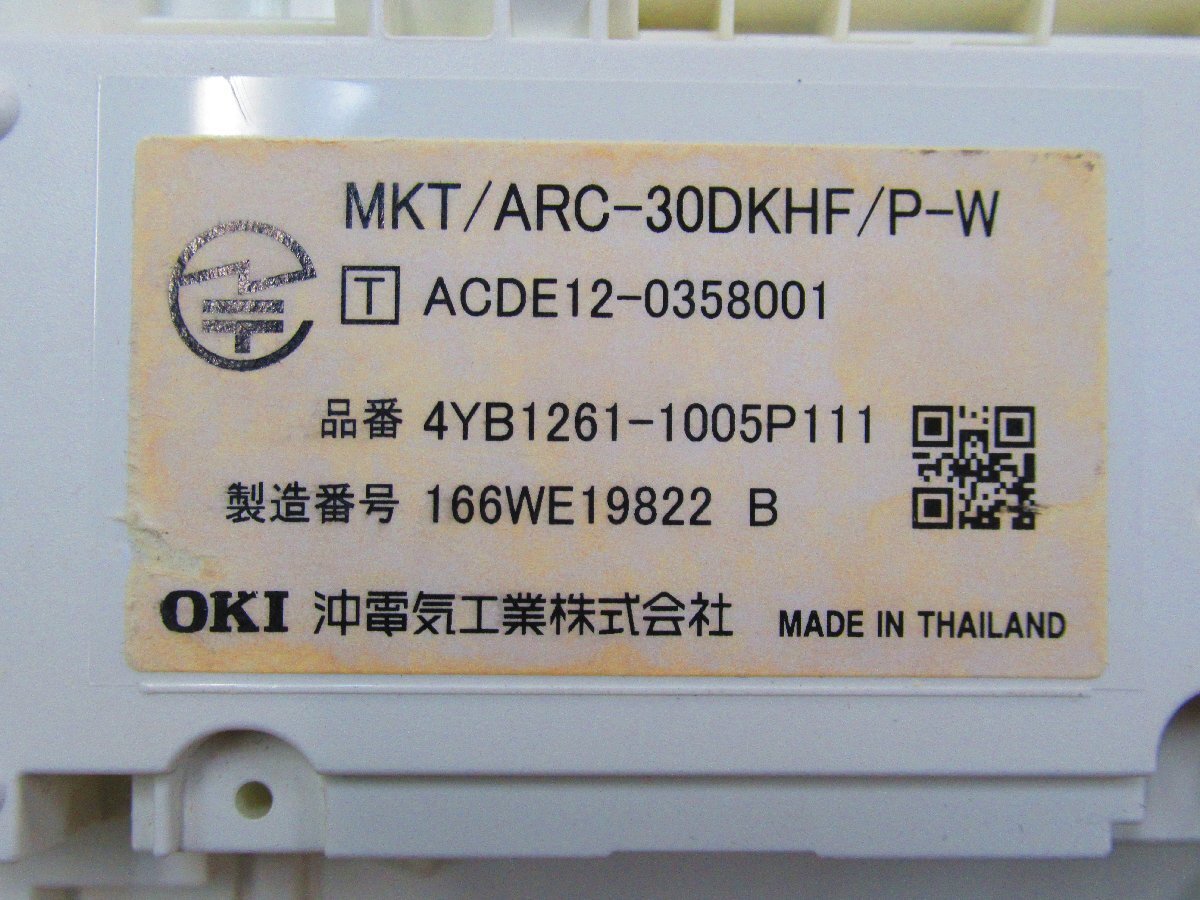 MKT/ARC-30DKHF/P-W
T ACDE12-0358001
品番 4YB1261-1005P111
製造番号 166WE19822 B
OKI 沖電気工業株式会社 MADE IN THAILAND